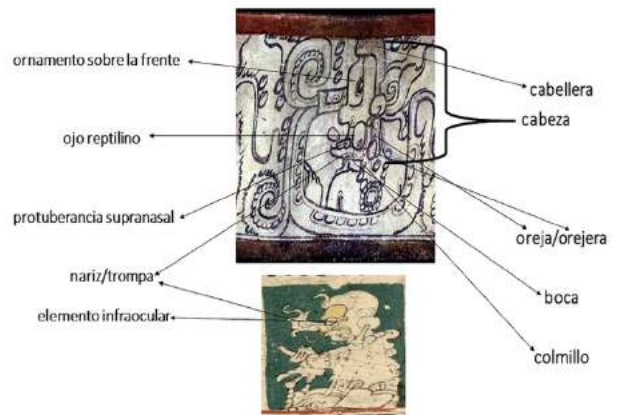 ornamento sobre la frente
cabellera
cabeza
ojo reptilino
protuberancia supranasal
oreja/orejera
nariz/trompa
boca
elemento infraocular
colmillo